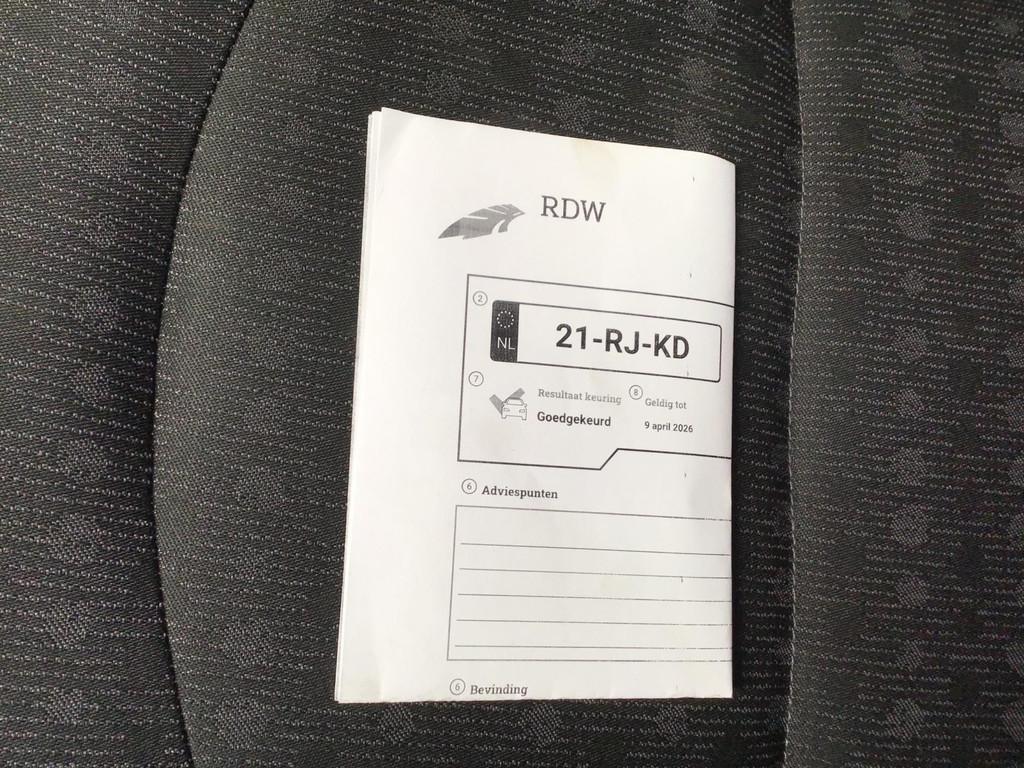 RDW
2
NL 21-RJ-KD
7 Resultaat keuring 8 Geldig tot
Goedgekeurd 9 april 2026
6 Adviespunten
6 Bevinding